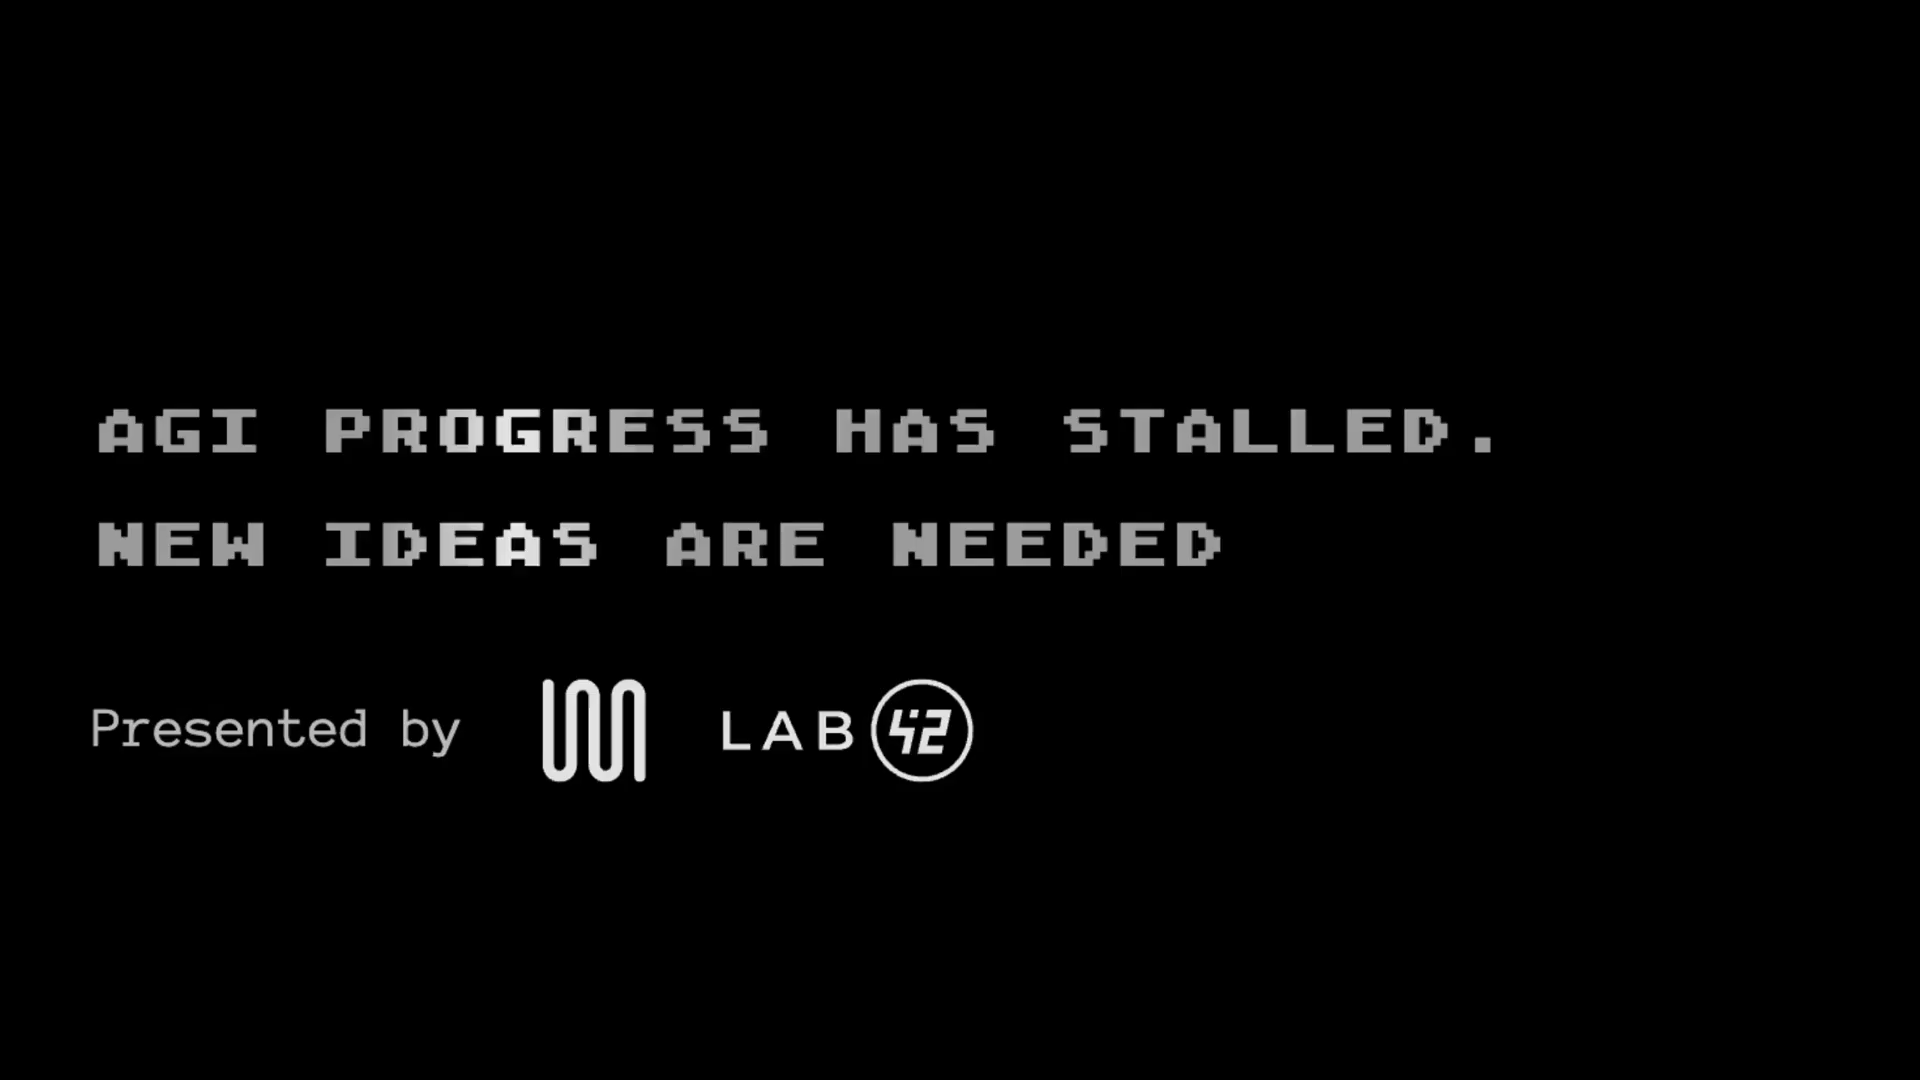 AGI PROGRESS HAS STALLED.
NEW IDEAS ARE NEEDED
Presented by LAB 42